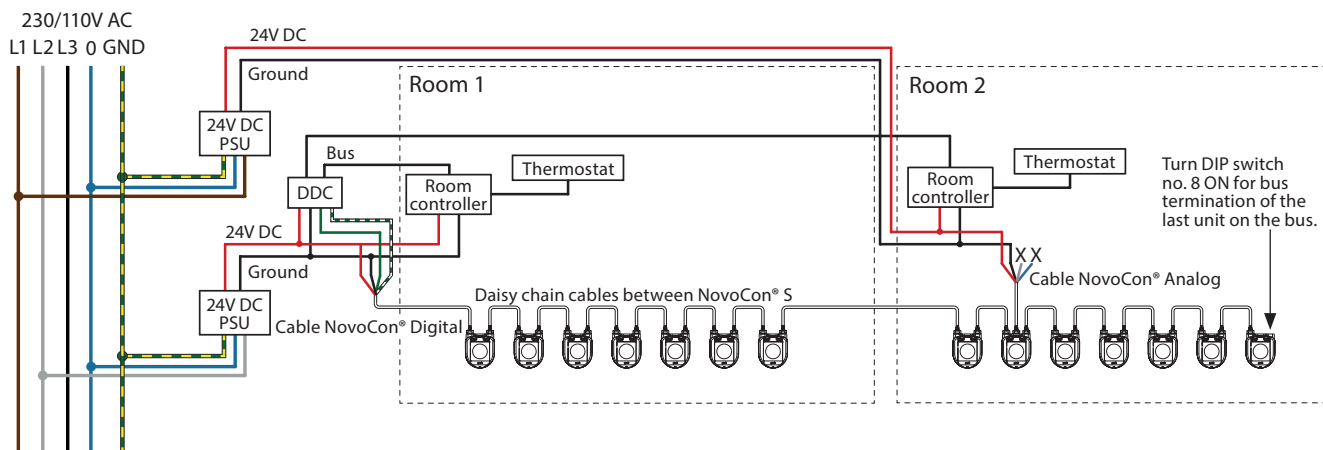 230/110V AC
L1 L2 L3 0 GND
24V DC
Ground
24V DC
PSU
Room 1
Room 2
Bus
DDC
Room
controller
Thermostat
Room
controller
Thermostat
Turn DIP switch
no. 8 ON for bus
termination of the
last unit on the bus.
24V DC
Ground
24V DC
PSU
Cable NovoCon® Digital
Daisy chain cables between NovoCon® S
X X
Cable NovoCon® Analog